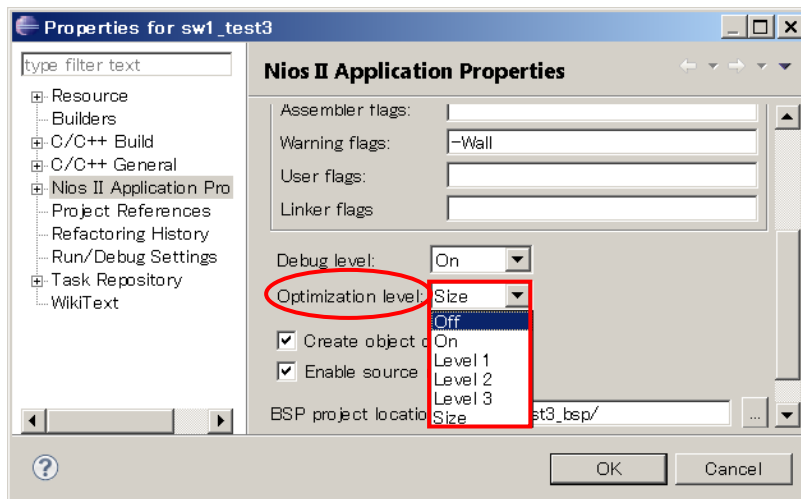 Properties for sw1_test3
type filter text
Resource
Builders
C/C++ Build
C/C++ General
Nios II Application Pro
Project References
Refactoring History
Run/Debug Settings
Task Repository
WikiText
Nios II Application Properties
Assembler flags:
Warning flags: -Wall
User flags:
Linker flags
Debug level: On
Optimization level: Size
Off
On
Level 1
Level 2
Level 3
Size
Create object
Enable source
BSP project locatio st3_bsp/ ...
? OK Cancel